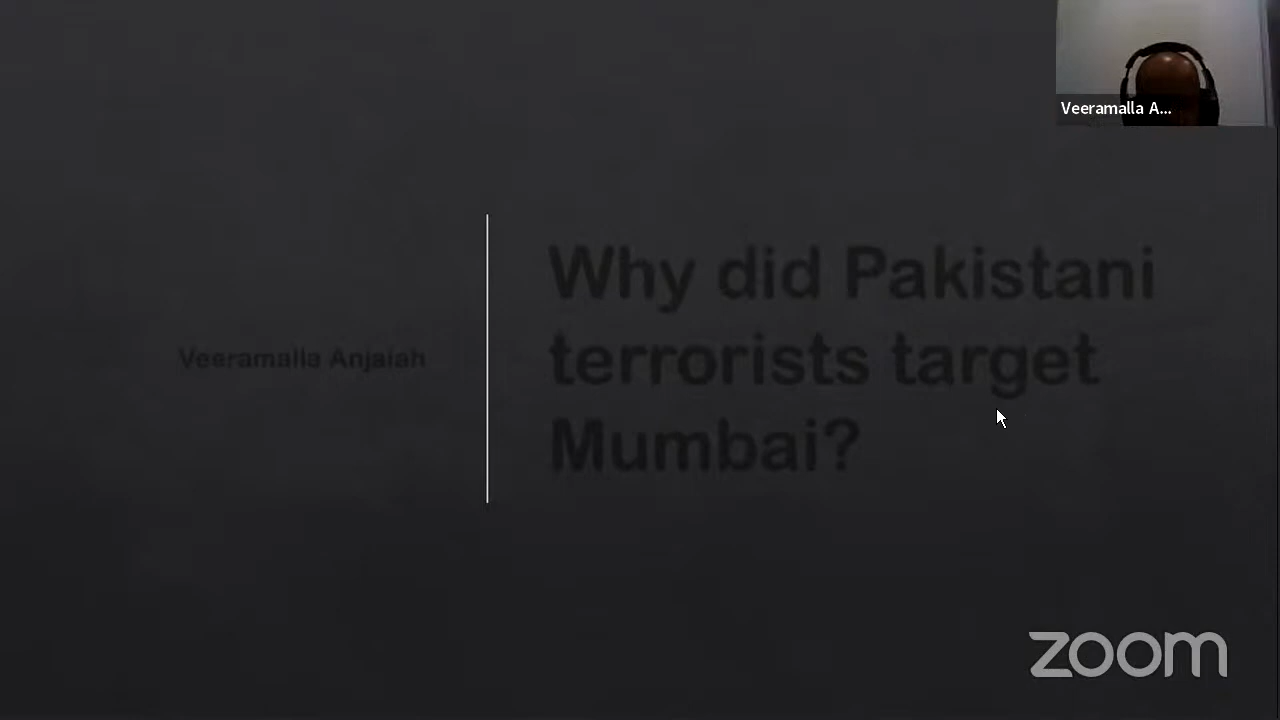 Veeramalla A...
Veeramalla Anjaiah
Why did Pakistani
terrorists target
Mumbai?
zoom